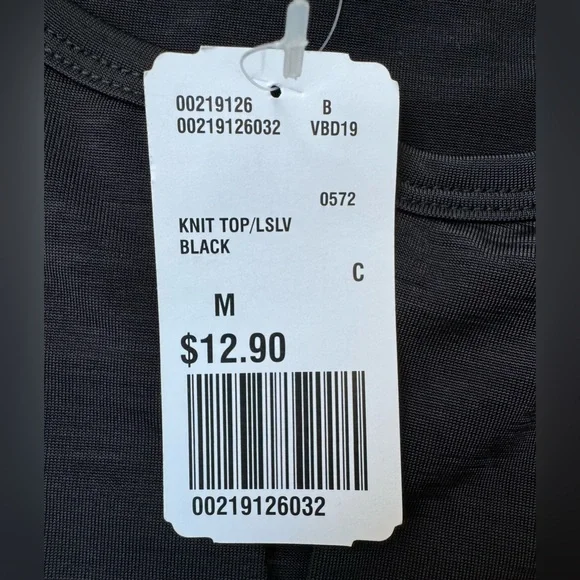 00219126 B
00219126032 VBD19
0572
KNIT TOP/LSLV
BLACK
C
M
$12.90
00219126032